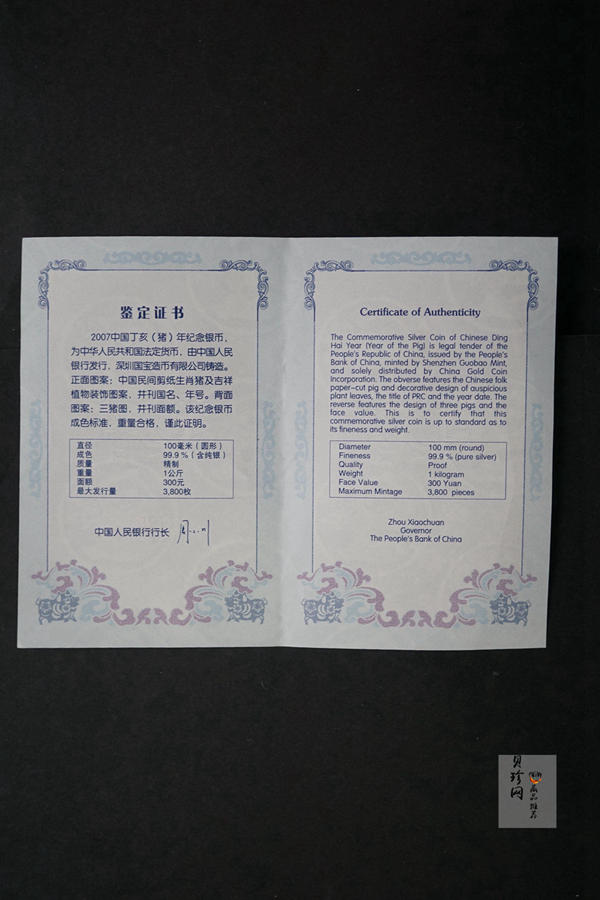 鉴定证书
2007中国丁亥（猪）年纪念银币，
为中华人民共和国法定货币，由中国人民
银行发行，深圳国宝造币有限公司铸造。
正面图案：中国民间剪纸生肖猪及吉祥
植物装饰图案，并刊国名、年号。背面
图案：三猪图，并刊面额。该纪念银币
成色标准，重量合格，谨此证明。
直径 100毫米（圆形）
成色 99.9％（含纯银）
质量 精制
重量 1公斤
面额 300元
最大发行量 3,800枚
中国人民银行行长
Certificate of Authenticity
The Commemorative Silver Coin of Chinese Ding
Hai Year (Year of the Pig) is legal tender of the
People's Republic of China, issued by the People's
Bank of China, minted by Shenzhen Guobao Mint,
and solely distributed by China Gold Coin
Incorporation. The obverse features the Chinese folk
paper-cut pig and decorative design of auspicious
plant leaves, the title of PRC and the year date. The
reverse features the design of three pigs and the
face value. This is to certify that this
commemorative silver coin is up to standard as to
its fineness and weight.
Diameter 100 mm (round)
Fineness 99.9 % (pure silver)
Quality Proof
Weight 1 kilogram
Face Value 300 Yuan
Maximum Mintage 3,800 pieces
Zhou Xiaochuan
Governor
The People's Bank of China
贝珍网
藏品推荐